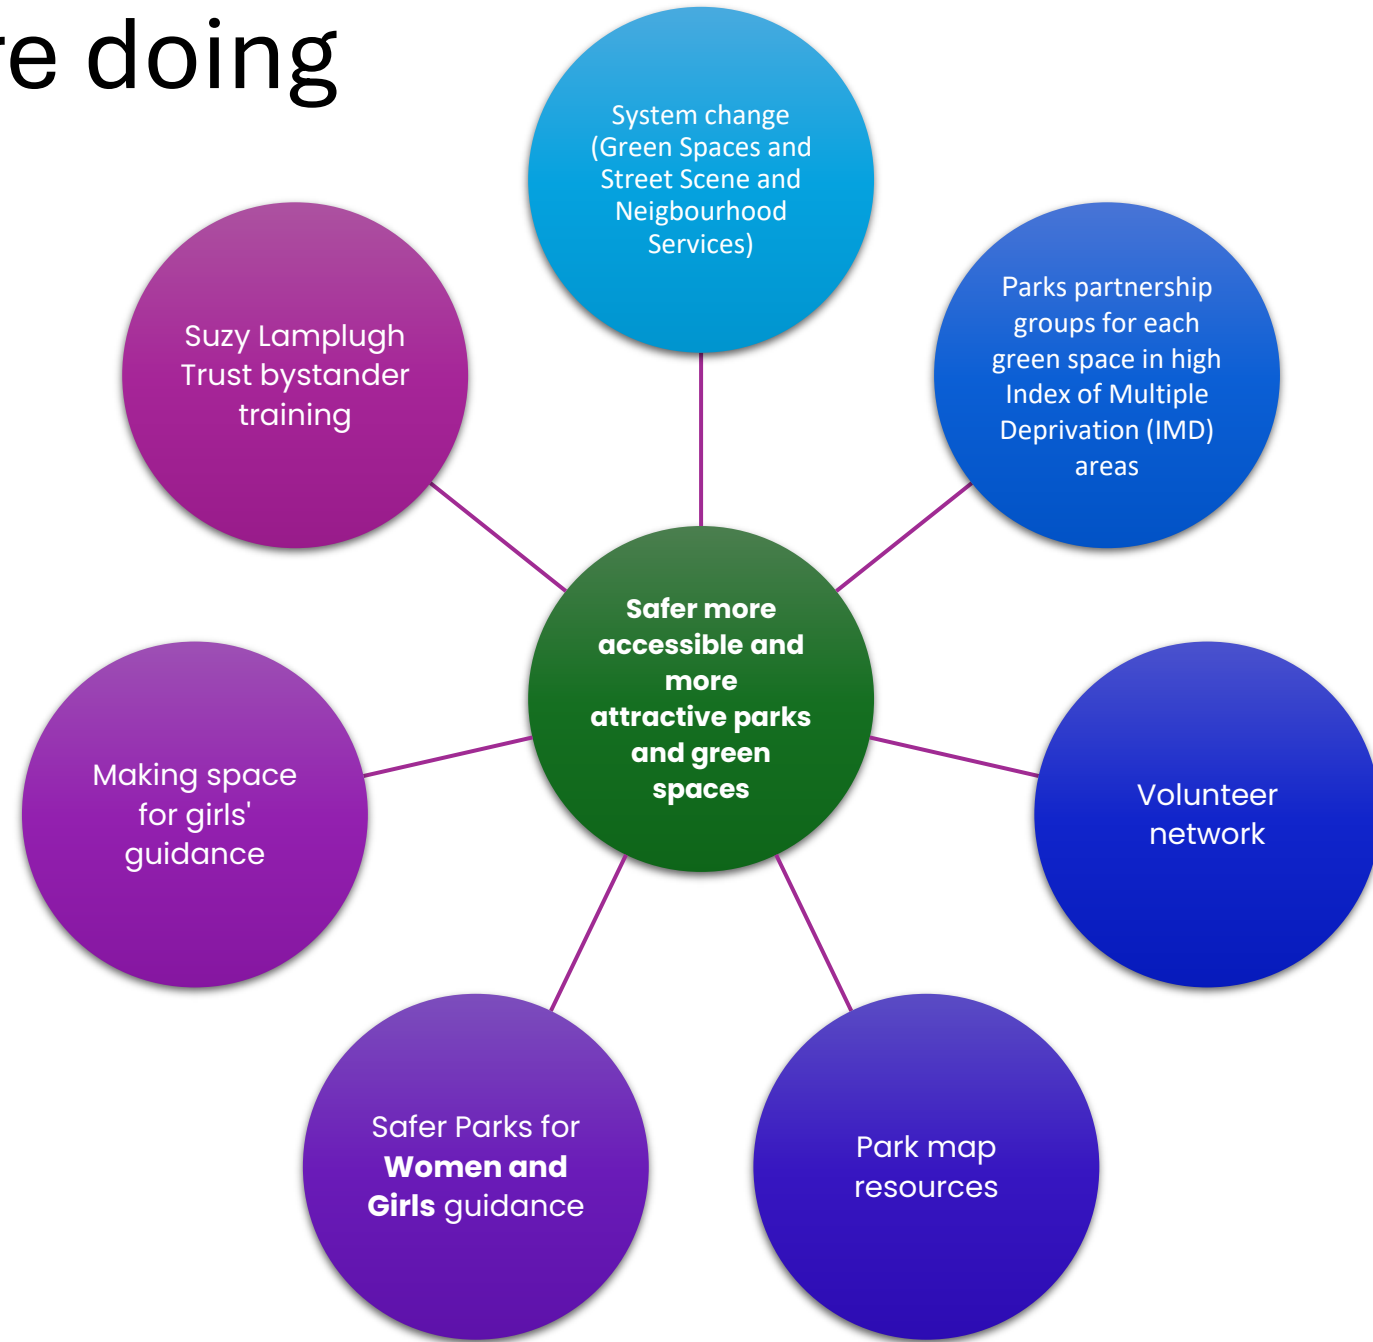 re doing
System change
(Green Spaces and
Street Scene and
Neigbourhood
Services)
Parks partnership
groups for each
green space in high
Index of Multiple
Deprivation (IMD)
areas
Volunteer
network
Park map
resources
Safer Parks for
Women and
Girls guidance
Making space
for girls'
guidance
Suzy Lamplugh
Trust bystander
training
Safer more
accessible and
more
attractive parks
and green
spaces